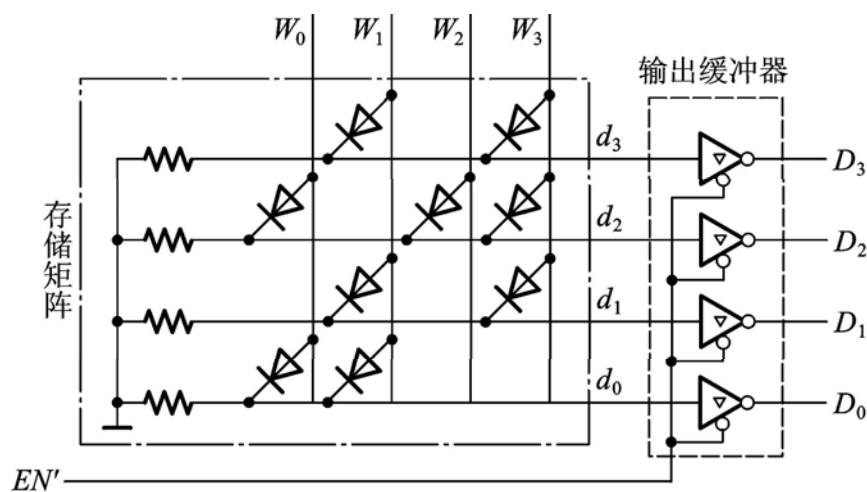 W₀ W₁ W₂ W₃
输出缓冲器
存储矩阵
d₃ D₃
d₂ D₂
d₁ D₁
d₀ D₀
EN′